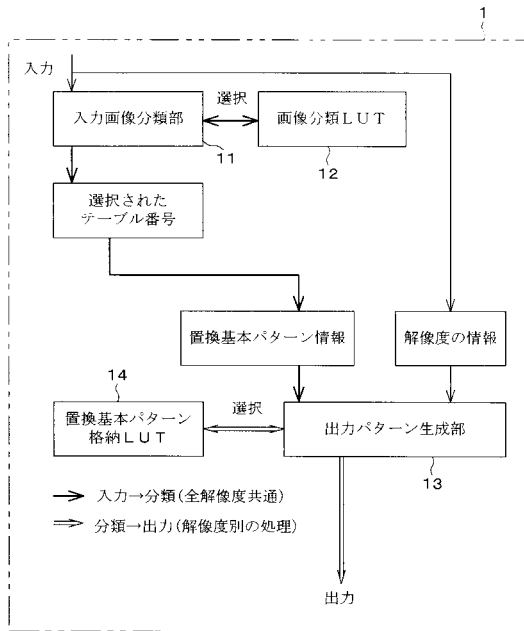 1
入力
入力画像分類部
選択
画像分類LUT
11
12
選択された
テーブル番号
置換基本パターン情報
解像度の情報
14
置換基本パターン
格納LUT
選択
出力パターン生成部
13
入力→分類(全解像度共通)
分類→出力(解像度別の処理)
出力